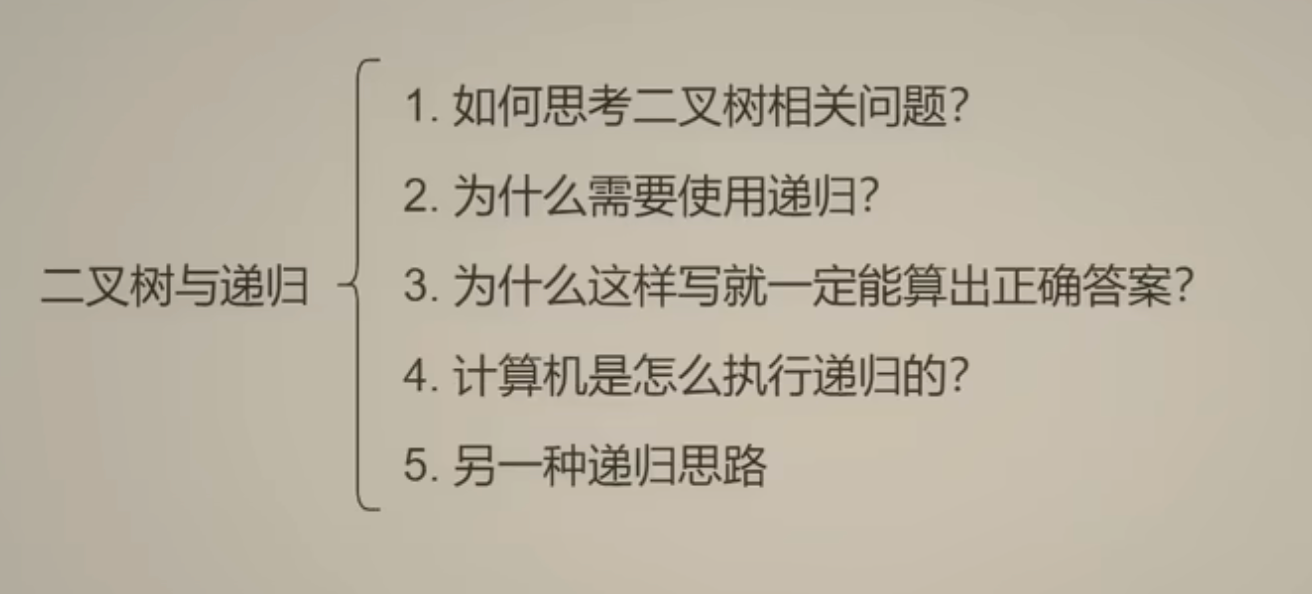 二叉树与递归
1. 如何思考二叉树相关问题?
2. 为什么需要使用递归?
3. 为什么这样写就一定能算出正确答案?
4. 计算机是怎么执行递归的?
5. 另一种递归思路